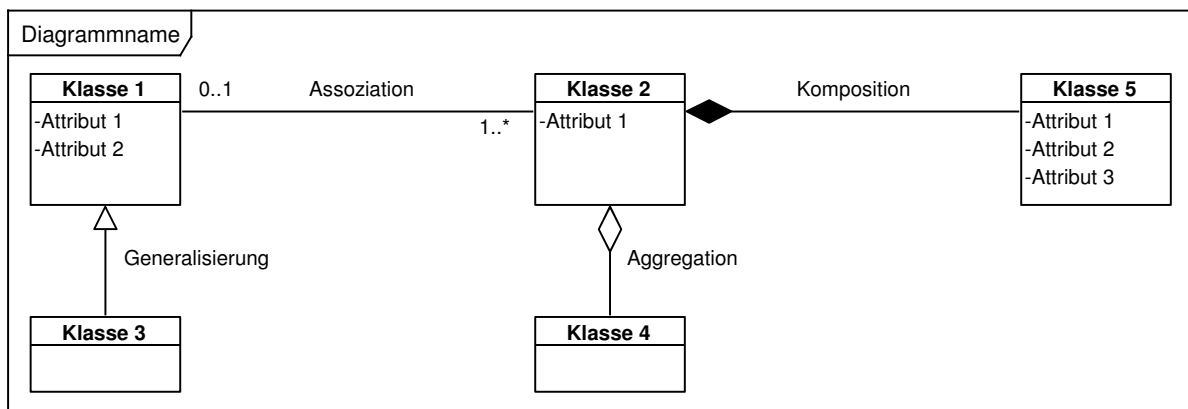 Diagrammname
Klasse 1
0..1
Assoziation
Klasse 2
Komposition
Klasse 5
-Attribut 1
-Attribut 2
1..*
-Attribut 1
-Attribut 1
-Attribut 2
-Attribut 3
Generalisierung
Aggregation
Klasse 3
Klasse 4